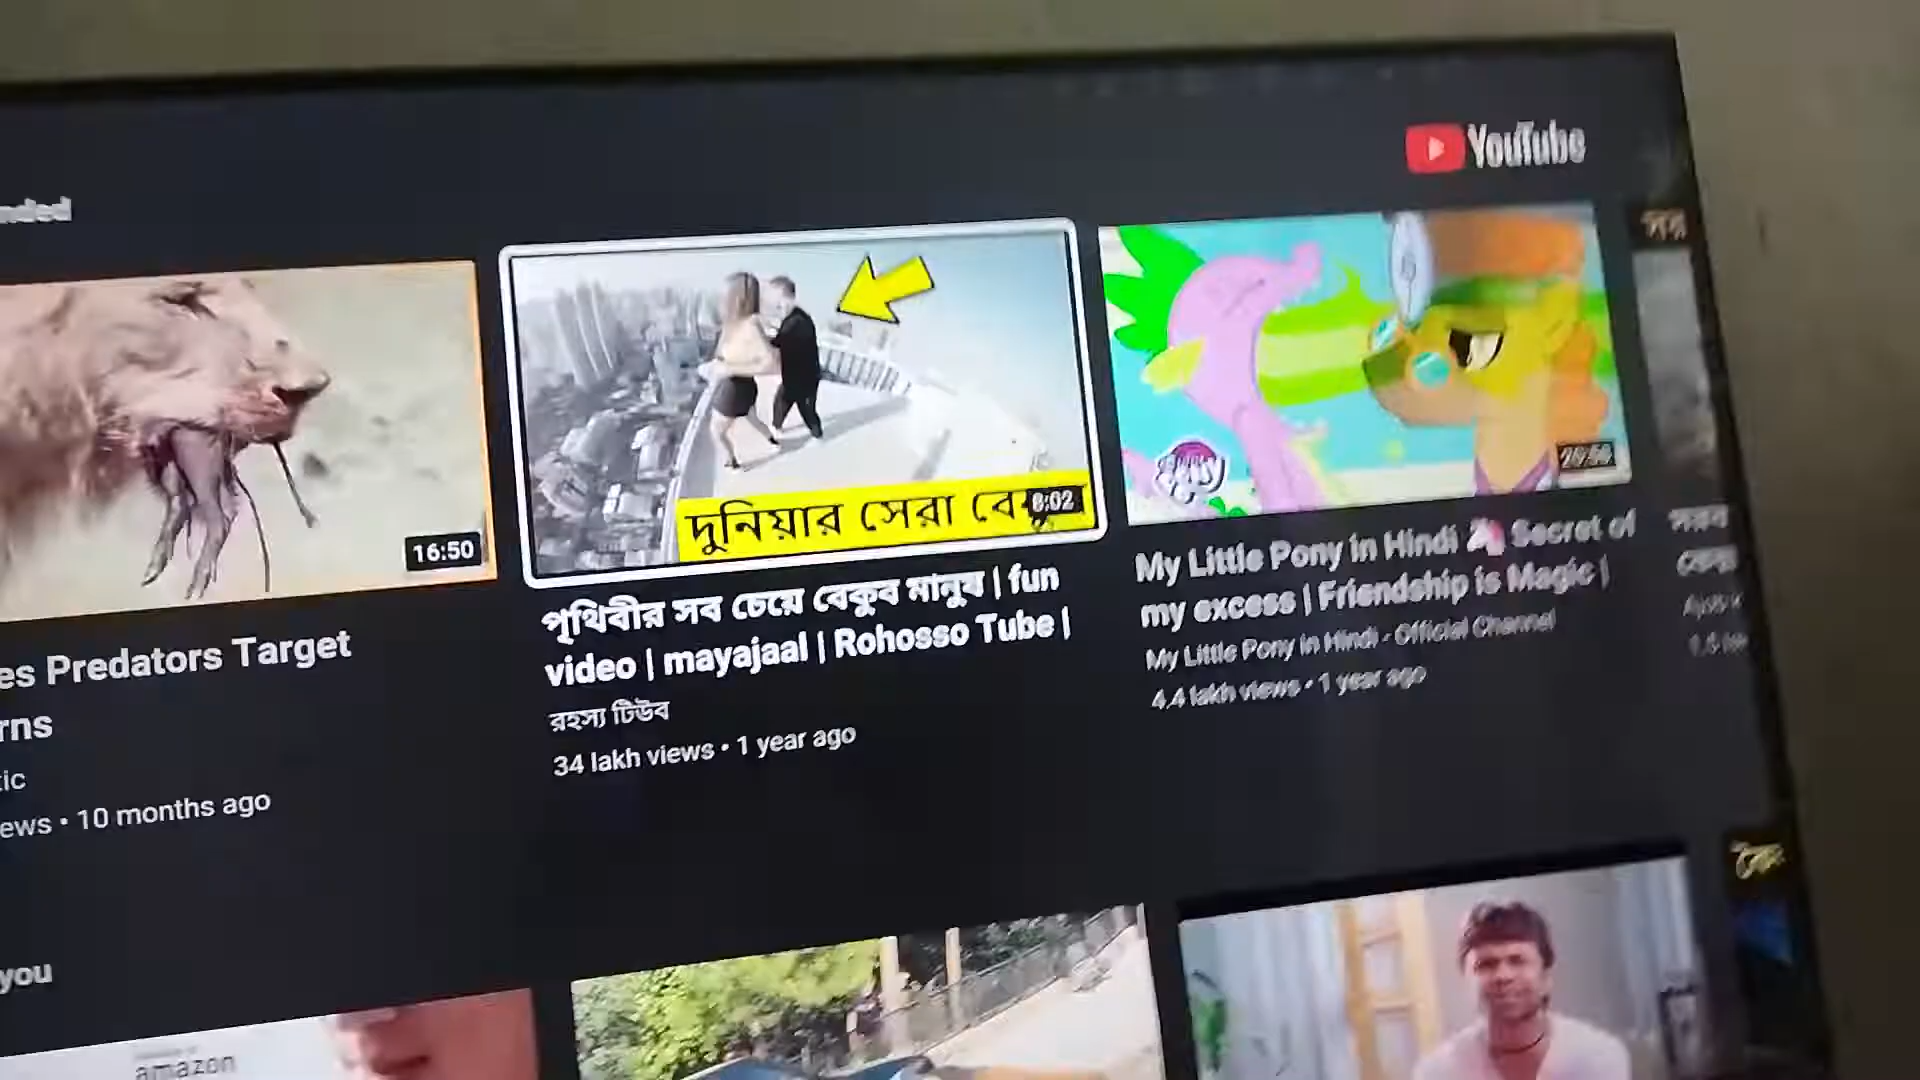 YouTube
16:50
es Predators Target
rns
tic
ews • 10 months ago
দুনিয়ার সেরা
8:02
পৃথিবীর সব চেয়ে বেকুব মানুষ | fun
video | mayajaal | Rohosso Tube |
রহস্য টিউব
34 lakh views • 1 year ago
My Little Pony in Hindi 🦄 Secret of
my excess | Friendship is Magic |
My Little Pony in Hindi - Official Channel
4.4 lakh views • 1 year ago
you
amazon